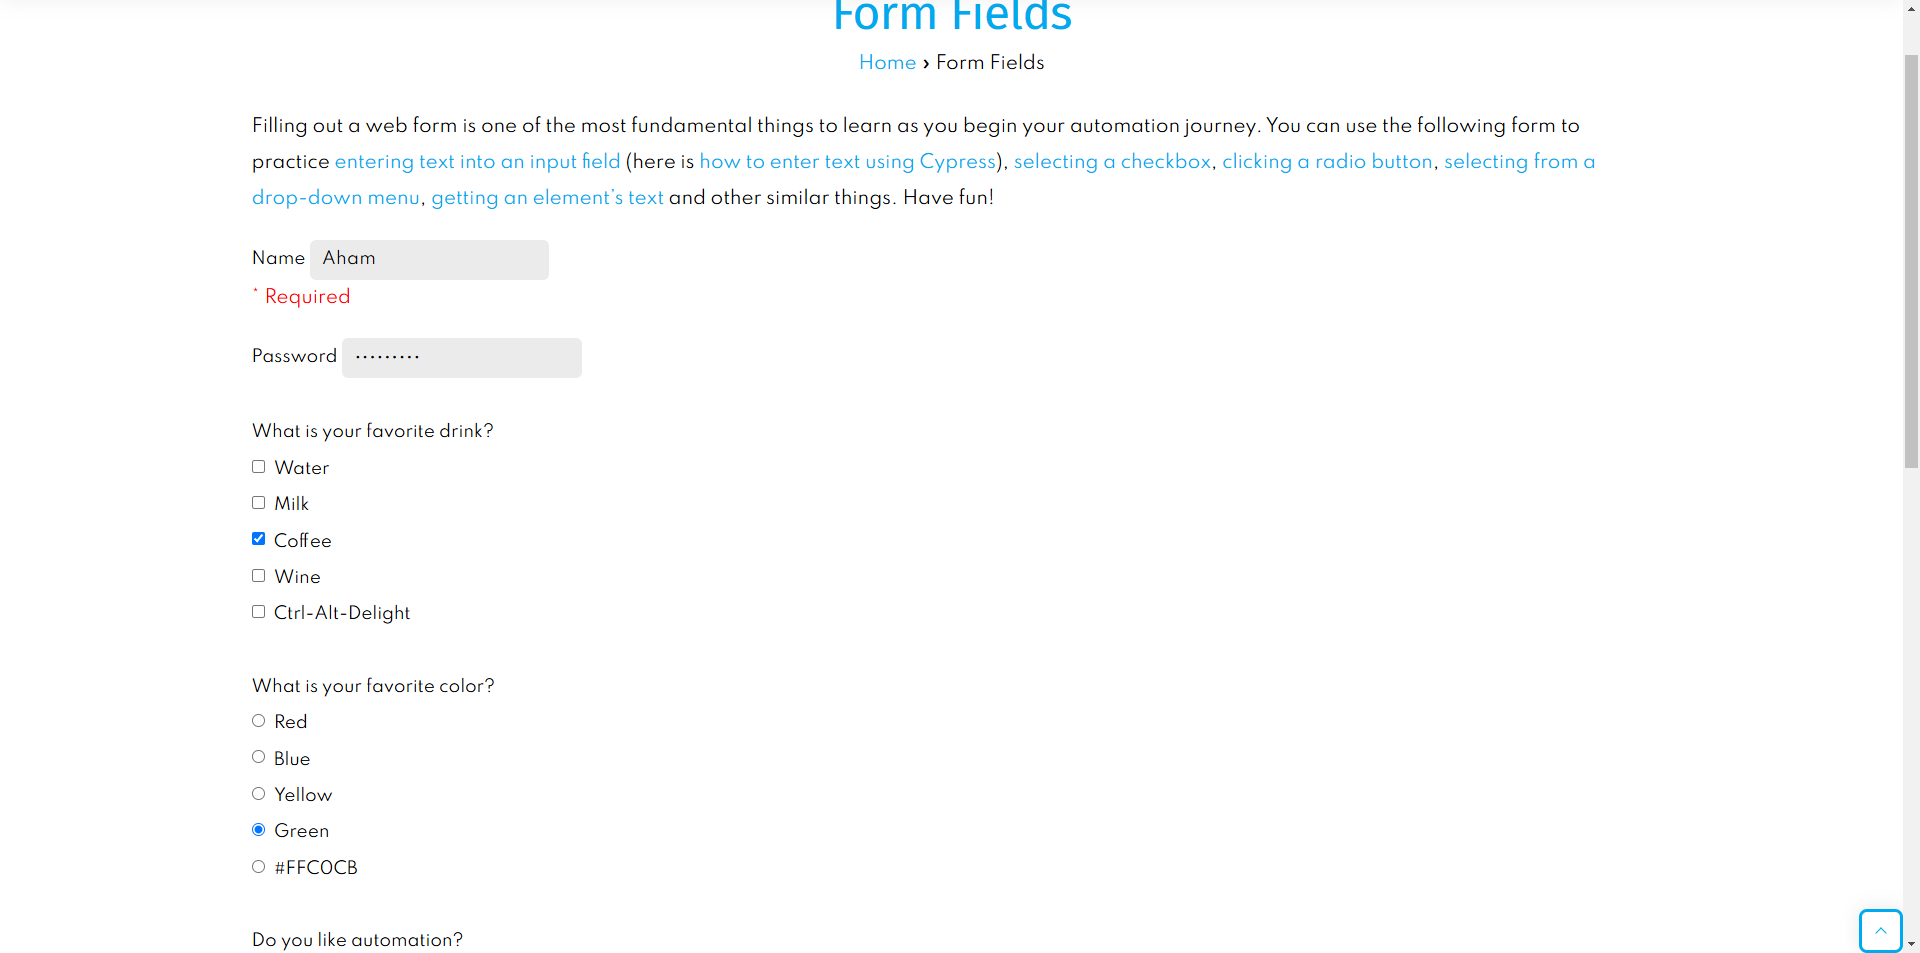 Form Fields
Home › Form Fields
Filling out a web form is one of the most fundamental things to learn as you begin your automation journey. You can use the following form to
practice entering text into an input field (here is how to enter text using Cypress), selecting a checkbox, clicking a radio button, selecting from a
drop-down menu, getting an element's text and other similar things. Have fun!
Name Aham
* Required
Password •••••••••
What is your favorite drink?
Water
Milk
Coffee
Wine
Ctrl-Alt-Delight
What is your favorite color?
Red
Blue
Yellow
Green
#FFC0CB
Do you like automation?